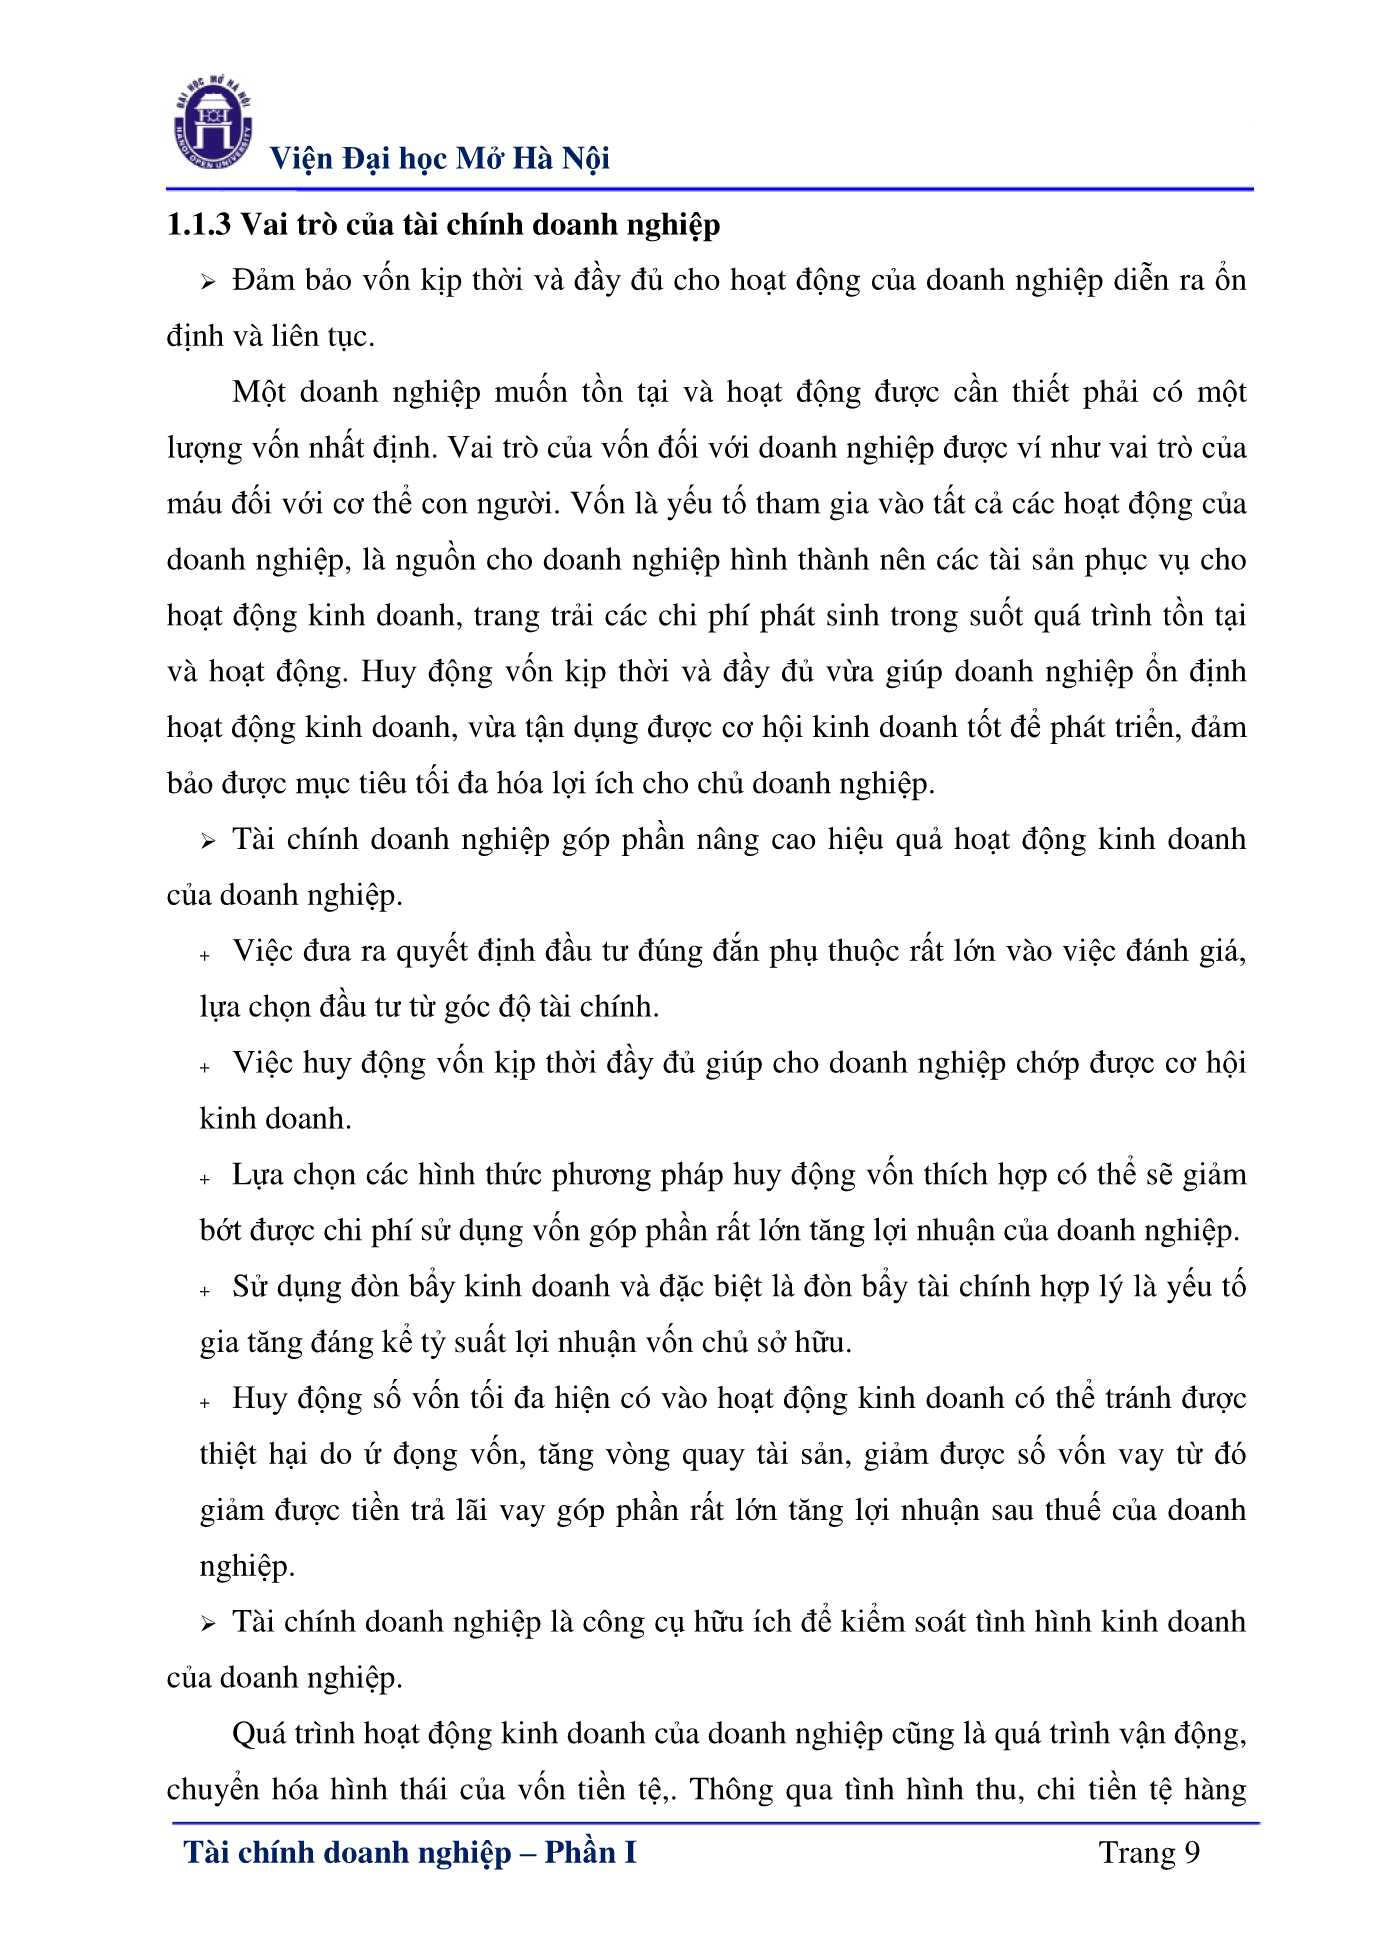 ĐẠI HỌC MỞ HÀ NỘI
HANOI OPEN UNIVERSITY
Viện Đại học Mở Hà Nội
1.1.3 Vai trò của tài chính doanh nghiệp
➢ Đảm bảo vốn kịp thời và đầy đủ cho hoạt động của doanh nghiệp diễn ra ổn
định và liên tục.
Một doanh nghiệp muốn tồn tại và hoạt động được cần thiết phải có một
lượng vốn nhất định. Vai trò của vốn đối với doanh nghiệp được ví như vai trò của
máu đối với cơ thể con người. Vốn là yếu tố tham gia vào tất cả các hoạt động của
doanh nghiệp, là nguồn cho doanh nghiệp hình thành nên các tài sản phục vụ cho
hoạt động kinh doanh, trang trải các chi phí phát sinh trong suốt quá trình tồn tại
và hoạt động. Huy động vốn kịp thời và đầy đủ vừa giúp doanh nghiệp ổn định
hoạt động kinh doanh, vừa tận dụng được cơ hội kinh doanh tốt để phát triển, đảm
bảo được mục tiêu tối đa hóa lợi ích cho chủ doanh nghiệp.
➢ Tài chính doanh nghiệp góp phần nâng cao hiệu quả hoạt động kinh doanh
của doanh nghiệp.
+ Việc đưa ra quyết định đầu tư đúng đắn phụ thuộc rất lớn vào việc đánh giá,
lựa chọn đầu tư từ góc độ tài chính.
+ Việc huy động vốn kịp thời đầy đủ giúp cho doanh nghiệp chớp được cơ hội
kinh doanh.
+ Lựa chọn các hình thức phương pháp huy động vốn thích hợp có thể sẽ giảm
bớt được chi phí sử dụng vốn góp phần rất lớn tăng lợi nhuận của doanh nghiệp.
+ Sử dụng đòn bẩy kinh doanh và đặc biệt là đòn bẩy tài chính hợp lý là yếu tố
gia tăng đáng kể tỷ suất lợi nhuận vốn chủ sở hữu.
+ Huy động số vốn tối đa hiện có vào hoạt động kinh doanh có thể tránh được
thiệt hại do ứ đọng vốn, tăng vòng quay tài sản, giảm được số vốn vay từ đó
giảm được tiền trả lãi vay góp phần rất lớn tăng lợi nhuận sau thuế của doanh
nghiệp.
➢ Tài chính doanh nghiệp là công cụ hữu ích để kiểm soát tình hình kinh doanh
của doanh nghiệp.
Quá trình hoạt động kinh doanh của doanh nghiệp cũng là quá trình vận động,
chuyển hóa hình thái của vốn tiền tệ,. Thông qua tình hình thu, chi tiền tệ hàng
Tài chính doanh nghiệp – Phần I Trang 9